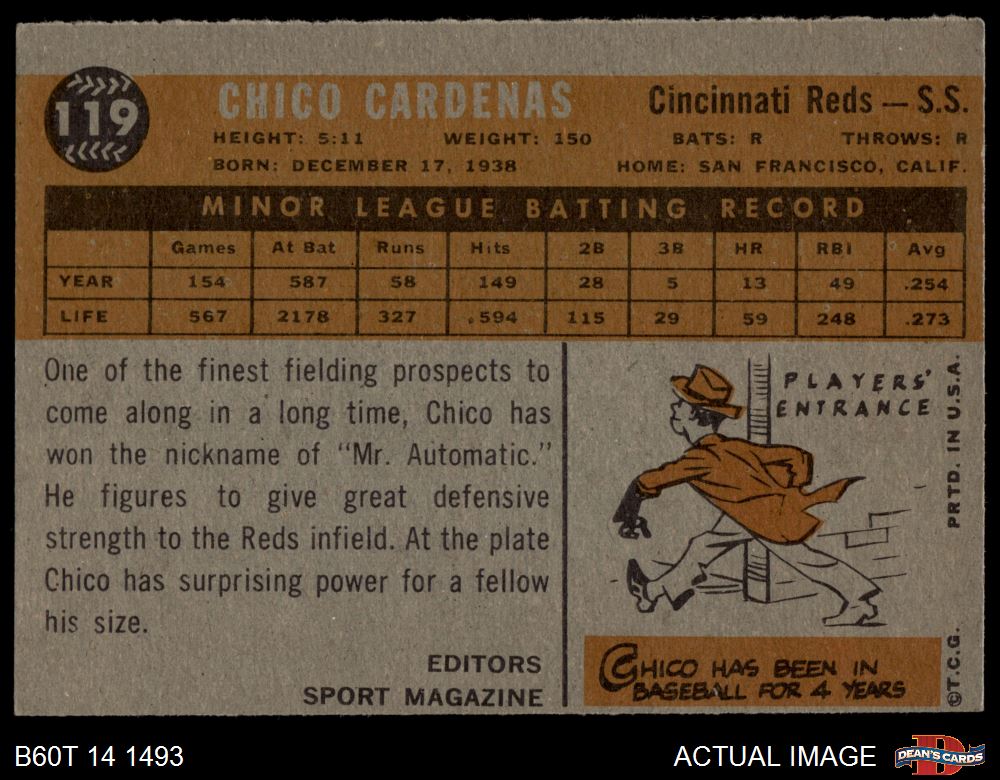 119
CHICO CARDENAS
Cincinnati Reds — S.S.
HEIGHT: 5:11 WEIGHT: 150 BATS: R THROWS: R
BORN: DECEMBER 17, 1938 HOME: SAN FRANCISCO, CALIF.
MINOR LEAGUE BATTING RECORD
Games At Bat Runs Hits 2B 3B HR RBI Avg
YEAR 154 587 58 149 28 5 13 49 .254
LIFE 567 2178 327 .594 115 29 59 248 .273
One of the finest fielding prospects to
come along in a long time, Chico has
won the nickname of “Mr. Automatic.”
He figures to give great defensive
strength to the Reds infield. At the plate
Chico has surprising power for a fellow
his size.
EDITORS
SPORT MAGAZINE
PLAYERS'
ENTRANCE
CHICO HAS BEEN IN
BASEBALL FOR 4 YEARS
©T.C.G. PRTD. IN U.S.A.
B60T 14 1493
ACTUAL IMAGE
D
DEAN'S CARDS